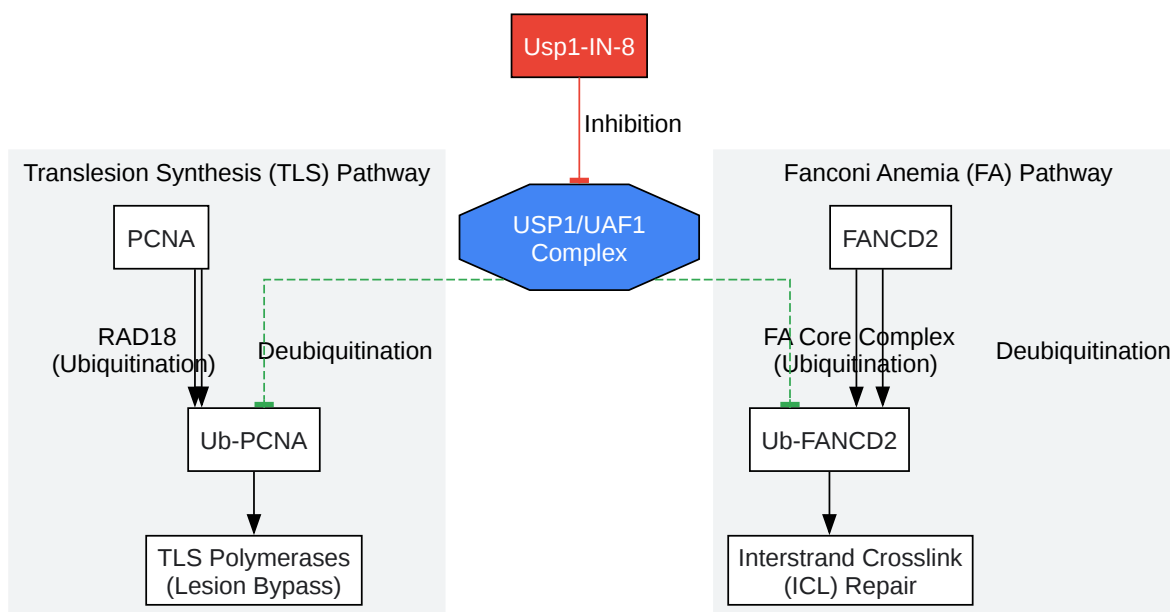 Usp1-IN-8
Inhibition
Translesion Synthesis (TLS) Pathway
Fanconi Anemia (FA) Pathway
PCNA
USP1/UAF1
Complex
FANCD2
RAD18
(Ubiquitination)
Deubiquitination
FA Core Complex
(Ubiquitination)
Deubiquitination
Ub-PCNA
Ub-FANCD2
TLS Polymerases
(Lesion Bypass)
Interstrand Crosslink
(ICL) Repair